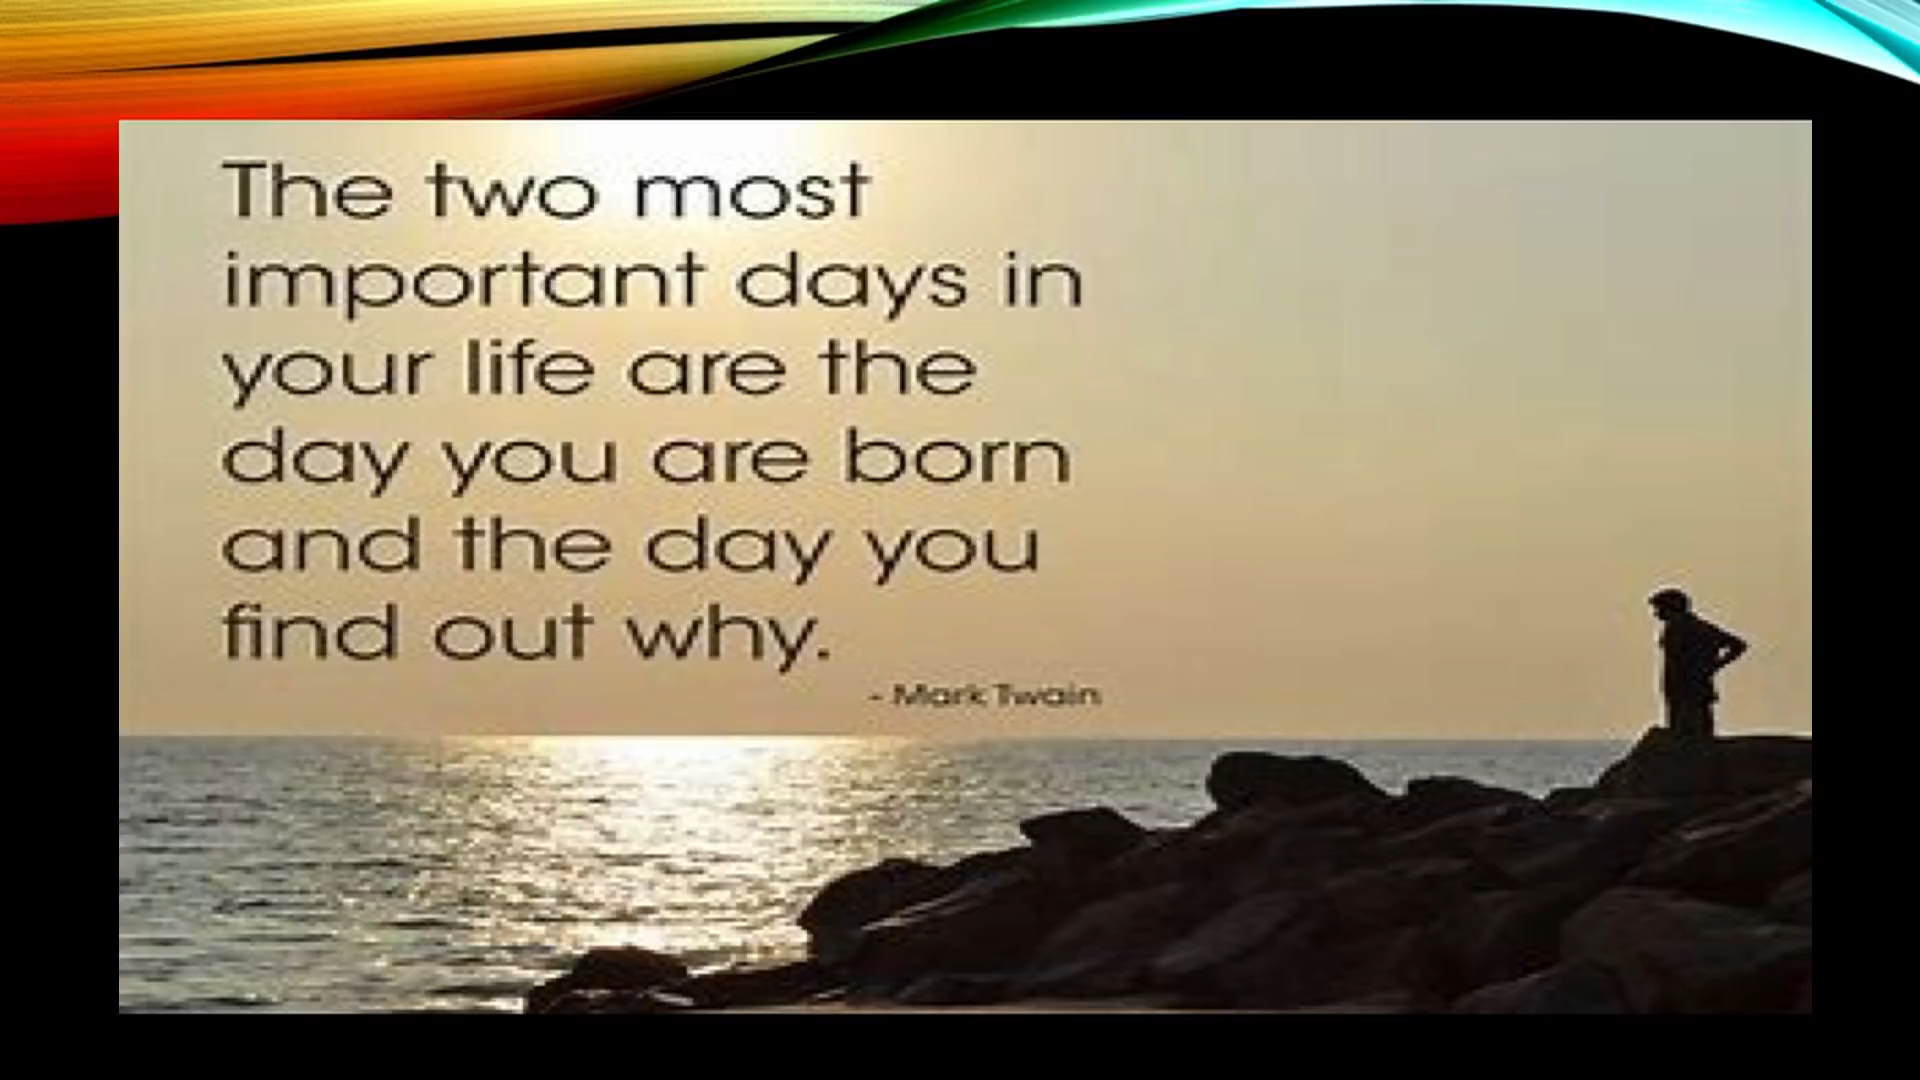 The two most
important days in
your life are the
day you are born
and the day you
find out why.
- Mark Twain